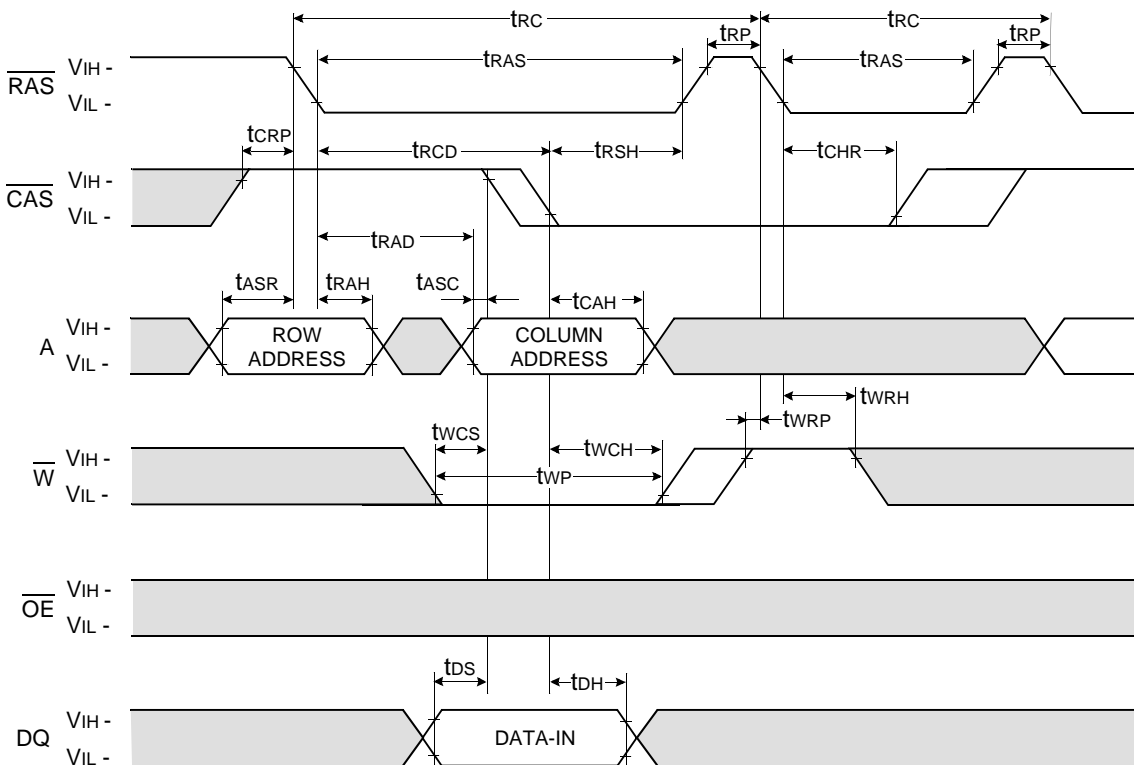 tRC tRC
tRP tRP
tRAS tRAS
RAS VIH -
VIL -
tCRP tRCD tRSH tCHR
CAS VIH -
VIL -
tRAD
tASR tRAH tASC tCAH
A VIH -
VIL -
ROW
ADDRESS
COLUMN
ADDRESS
tWRH
tWRP
tWCS tWCH
tWP
W VIH -
VIL -
OE VIH -
VIL -
tDS tDH
DQ VIH -
VIL -
DATA-IN